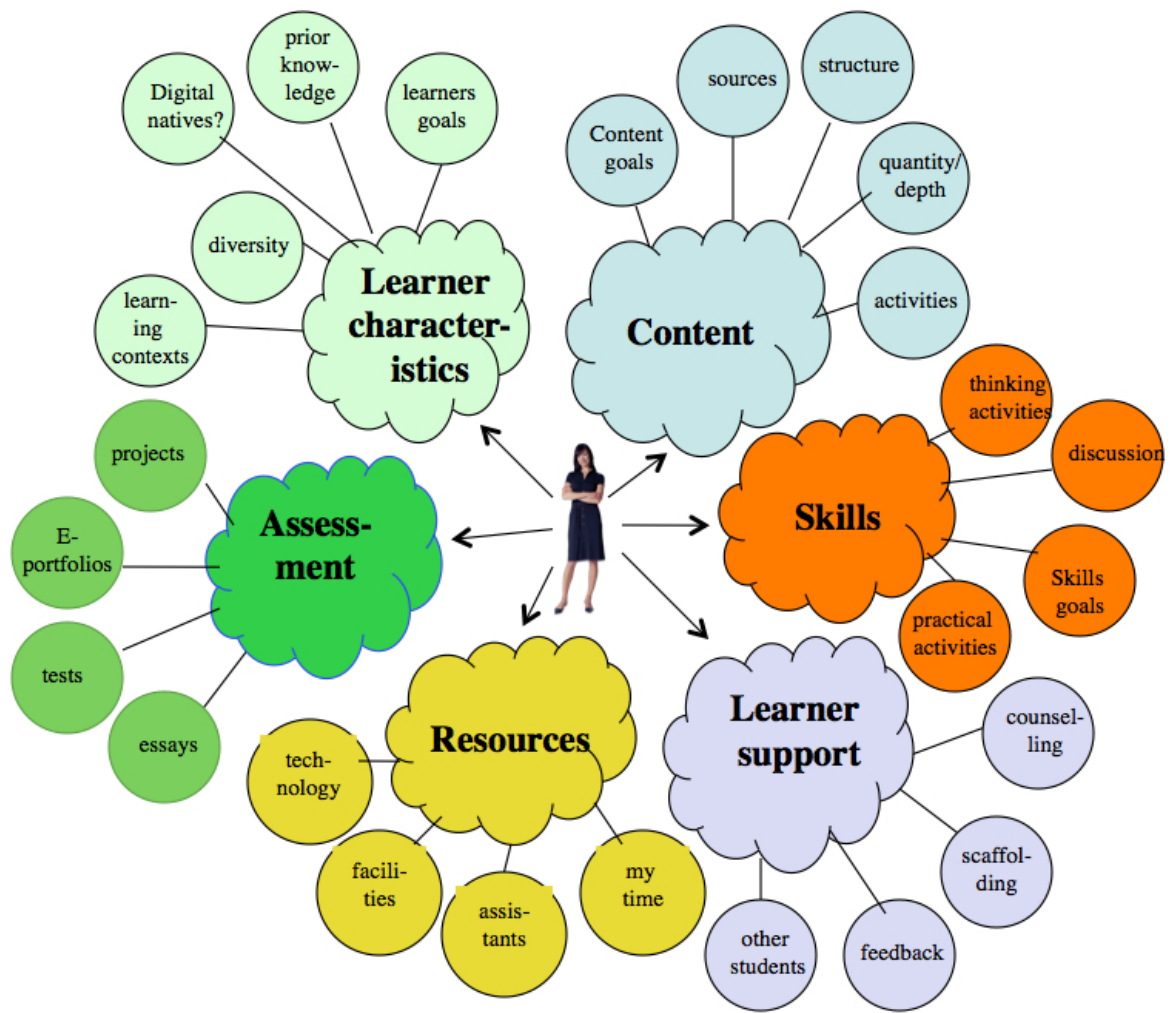 prior
know-
ledge
Digital
natives?
learners
goals
diversity
learn-
ing
contexts
Learner
character-
istics
Content
goals
sources
structure
quantity/
depth
activities
Content
thinking
activities
discussion
Skills
goals
practical
activities
Skills
projects
E-
portfolios
tests
essays
Assess-
ment
Resources
tech-
nology
facili-
ties
assis-
tants
my
time
Learner
support
counsel-
ling
scaffol-
ding
feedback
other
students